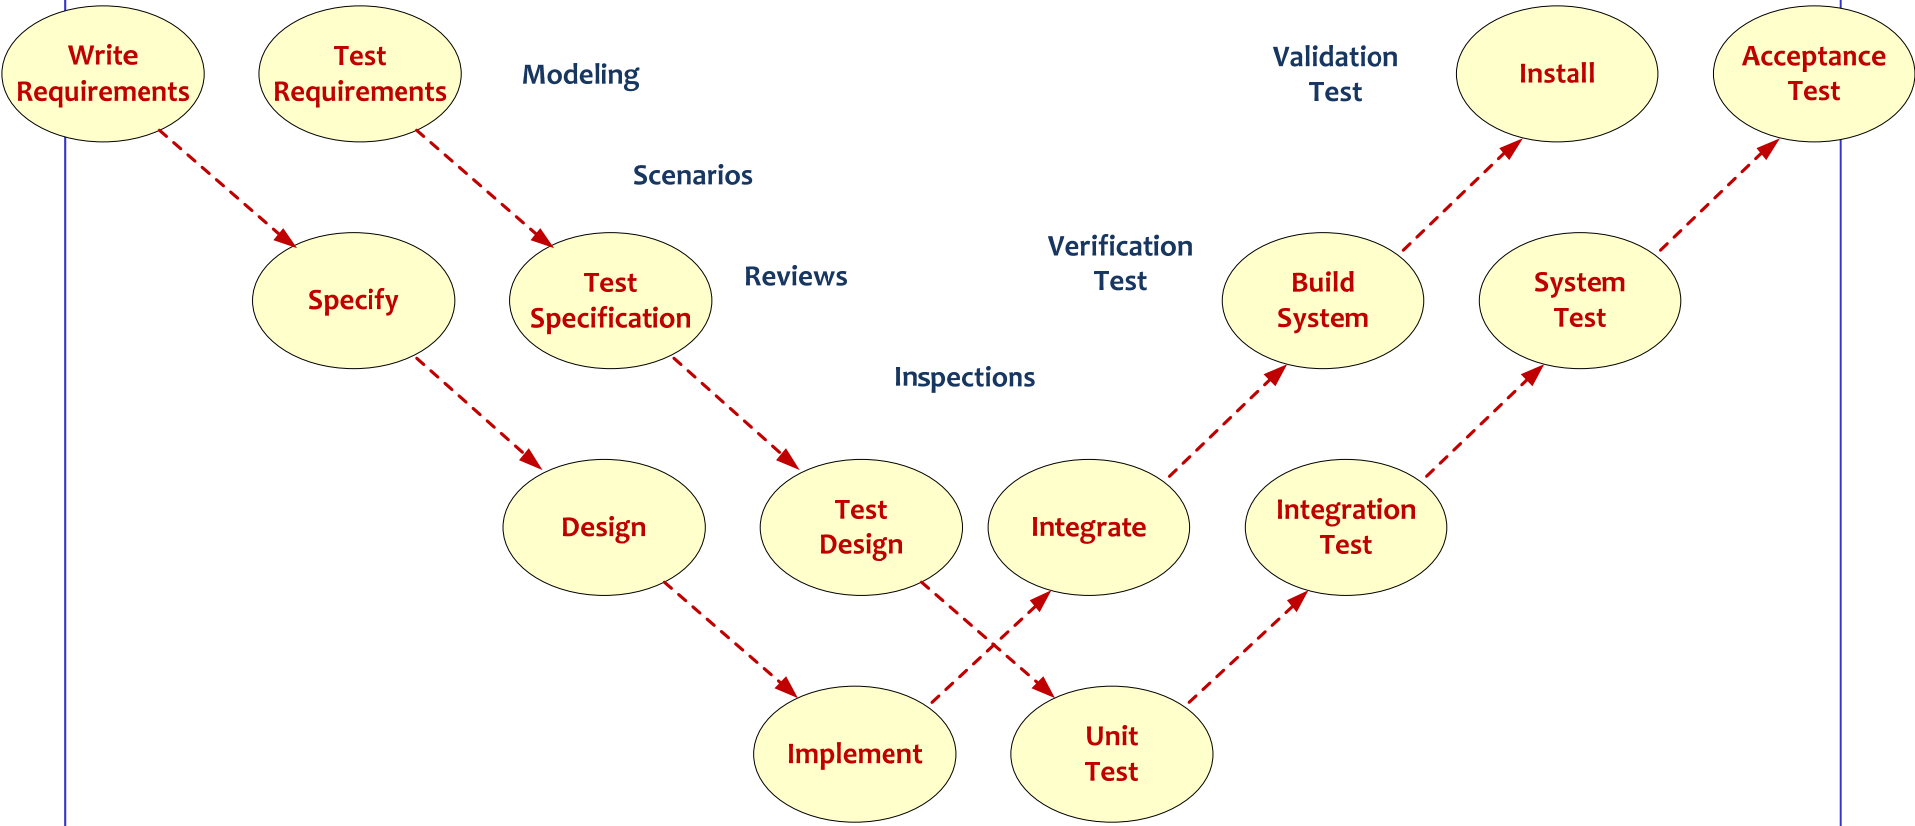 Write
Requirements
Test
Requirements
Modeling
Validation
Test
Install
Acceptance
Test
Scenarios
Specify
Test
Specification
Reviews
Verification
Test
Build
System
System
Test
Inspections
Design
Test
Design
Integrate
Integration
Test
Implement
Unit
Test